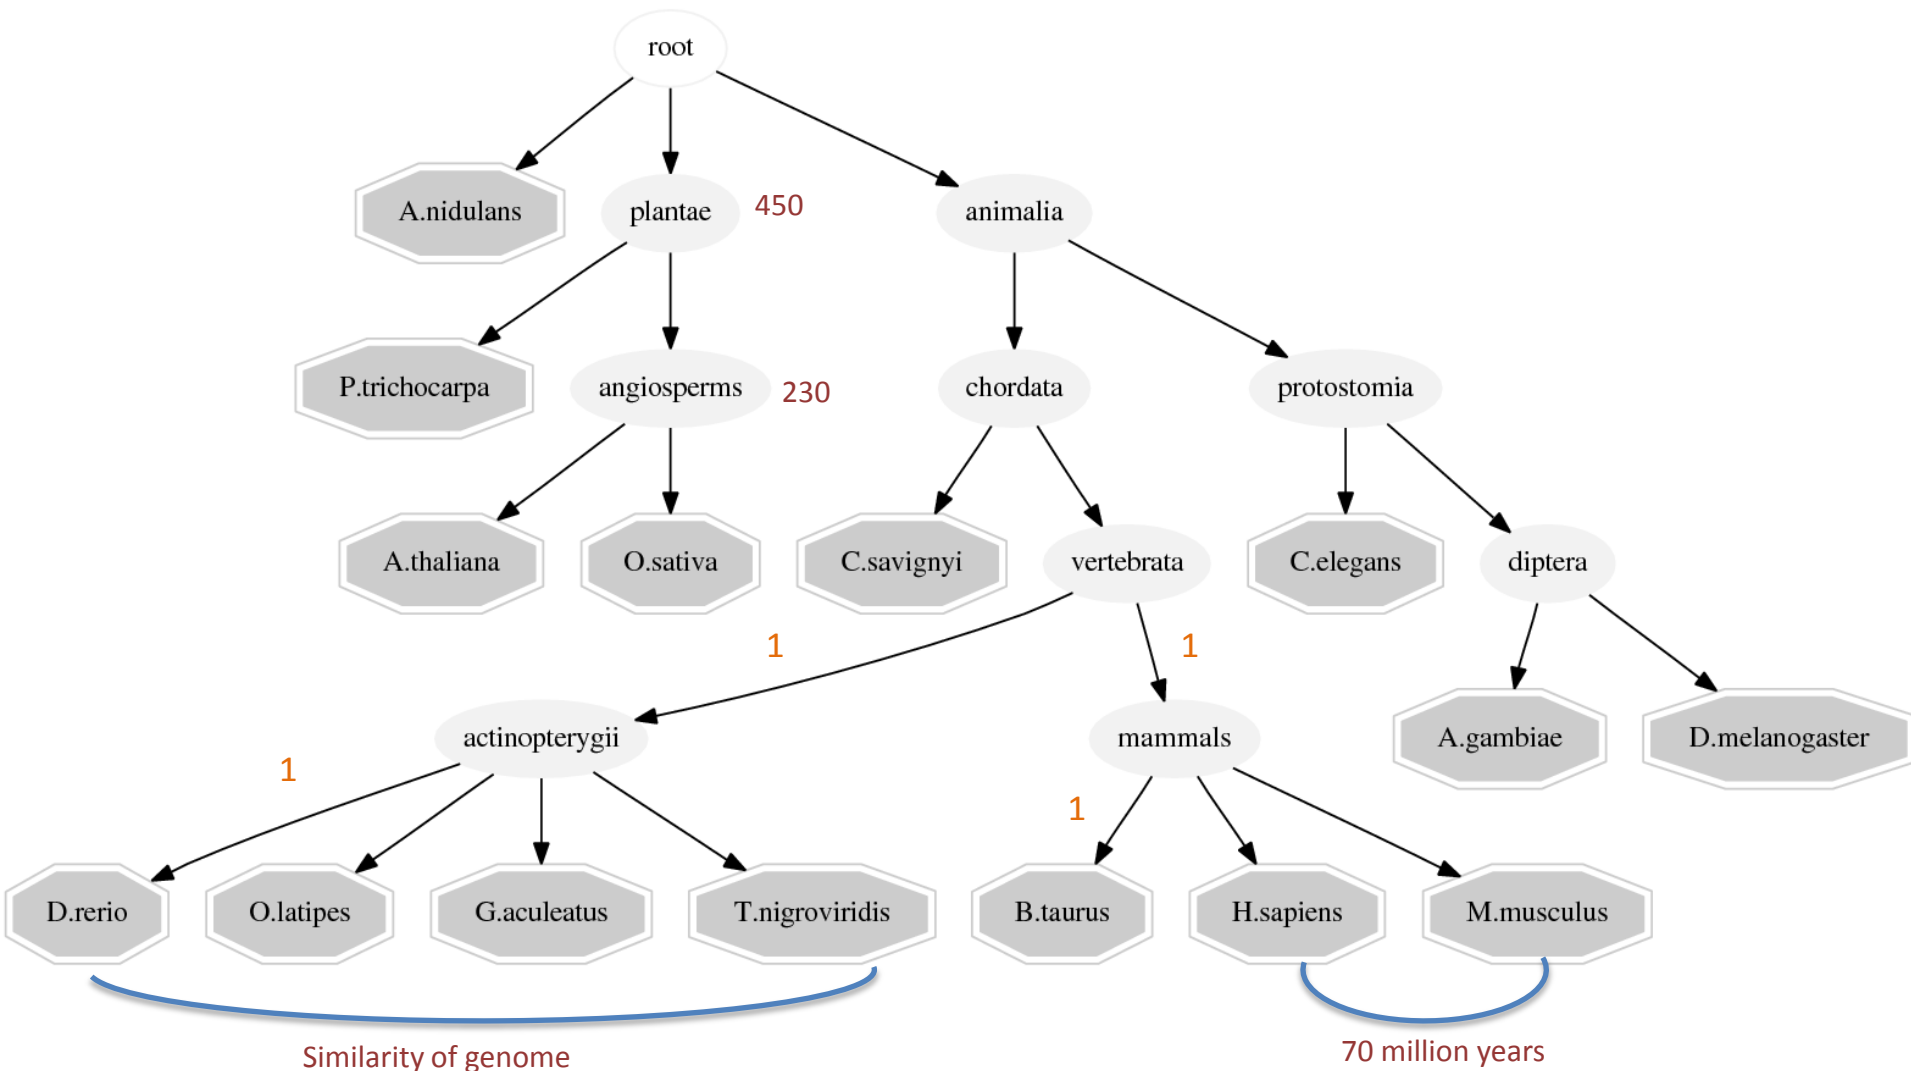 root
A.nidulans
plantae
450
animalia
P.trichocarpa
angiosperms
230
chordata
protostomia
A.thaliana
O.sativa
C.savignyi
vertebrata
C.elegans
diptera
1
1
actinopterygii
mammals
A.gambiae
D.melanogaster
1
1
D.rerio
O.latipes
G.aculeatus
T.nigroviridis
B.taurus
H.sapiens
M.musculus
Similarity of genome
70 million years